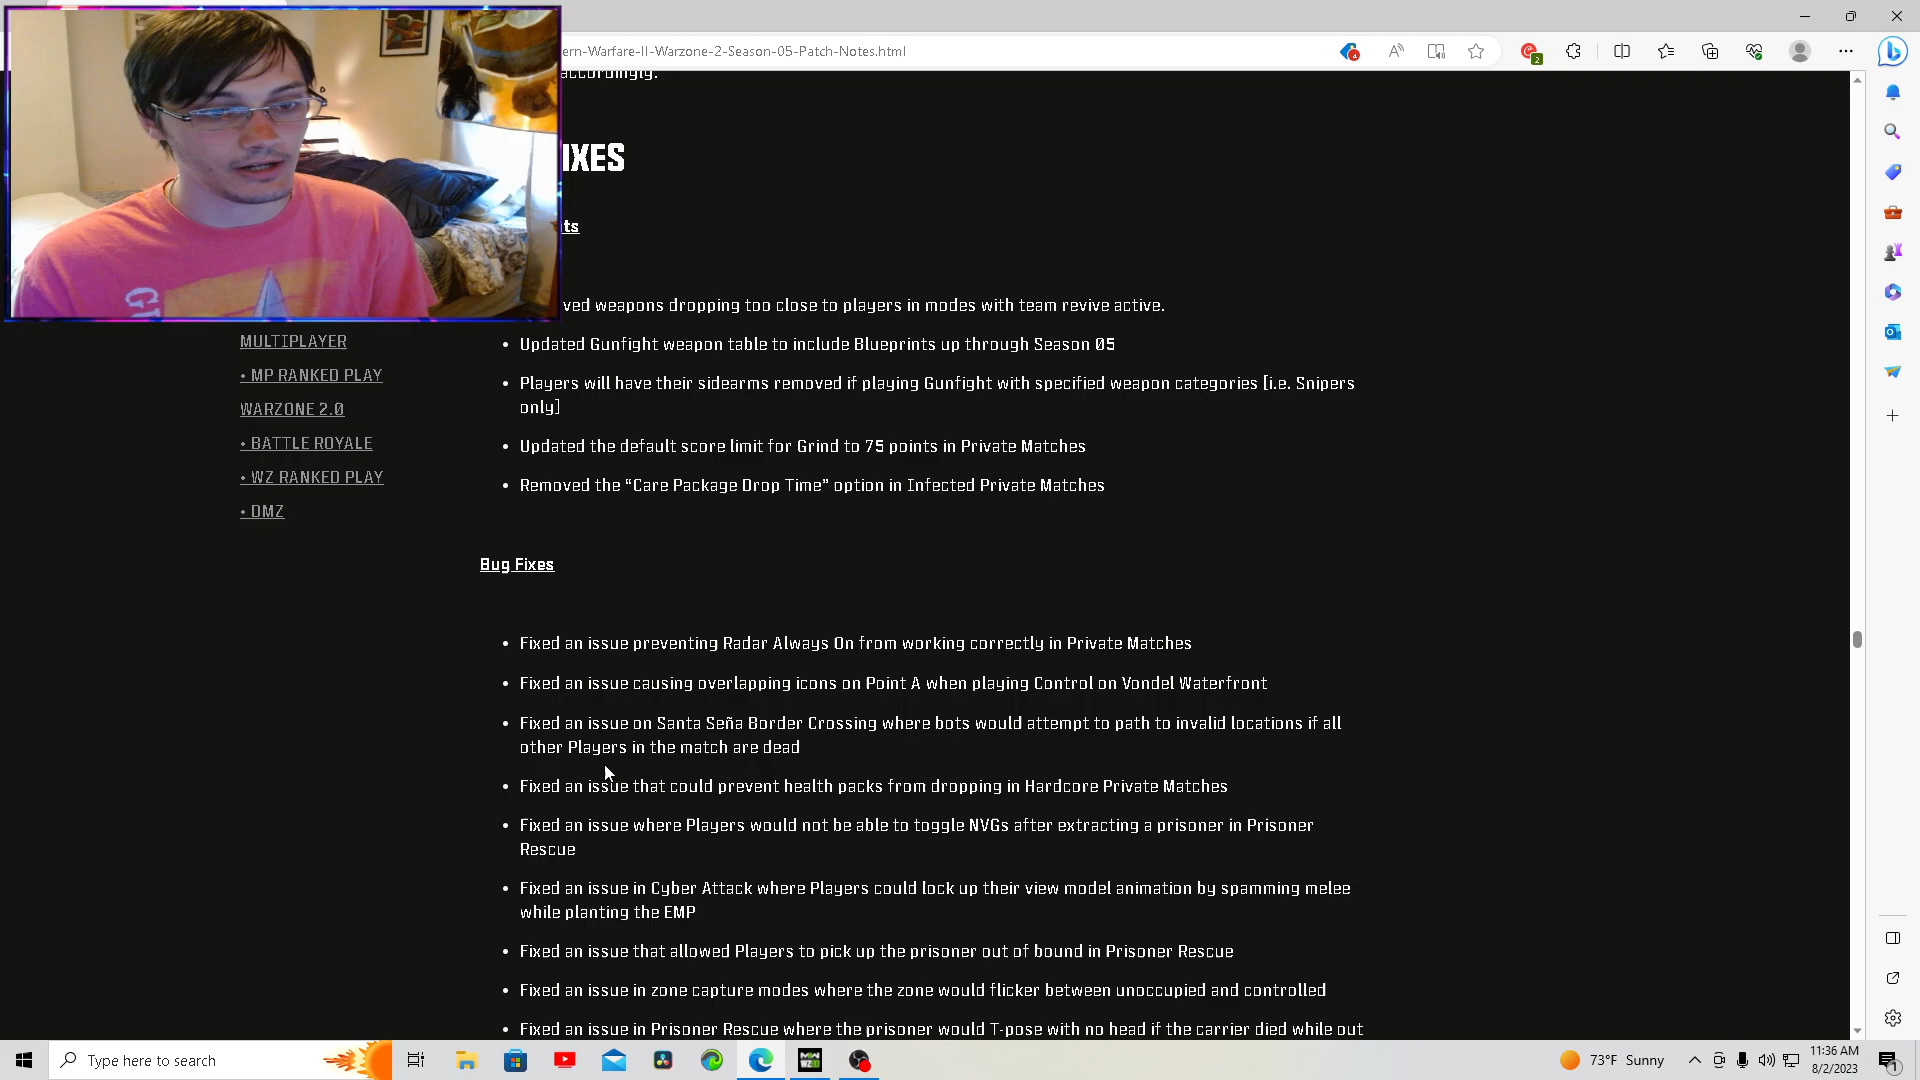 ern-Warfare-II-Warzone-2-Season-05-Patch-Notes.html
accordingly.
IXES
ts
ved weapons dropping too close to players in modes with team revive active.
MULTIPLAYER
• MP RANKED PLAY
WARZONE 2.0
• BATTLE ROYALE
• WZ RANKED PLAY
• DMZ
• Updated Gunfight weapon table to include Blueprints up through Season 05
• Players will have their sidearms removed if playing Gunfight with specified weapon categories [i.e. Snipers
only]
• Updated the default score limit for Grind to 75 points in Private Matches
• Removed the “Care Package Drop Time” option in Infected Private Matches
Bug Fixes
• Fixed an issue preventing Radar Always On from working correctly in Private Matches
• Fixed an issue causing overlapping icons on Point A when playing Control on Vondel Waterfront
• Fixed an issue on Santa Seña Border Crossing where bots would attempt to path to invalid locations if all
other Players in the match are dead
• Fixed an issue that could prevent health packs from dropping in Hardcore Private Matches
• Fixed an issue where Players would not be able to toggle NVGs after extracting a prisoner in Prisoner
Rescue
• Fixed an issue in Cyber Attack where Players could lock up their view model animation by spamming melee
while planting the EMP
• Fixed an issue that allowed Players to pick up the prisoner out of bound in Prisoner Rescue
• Fixed an issue in zone capture modes where the zone would flicker between unoccupied and controlled
• Fixed an issue in Prisoner Rescue where the prisoner would T-pose with no head if the carrier died while out
Type here to search
73°F Sunny
11:36 AM
8/2/2023